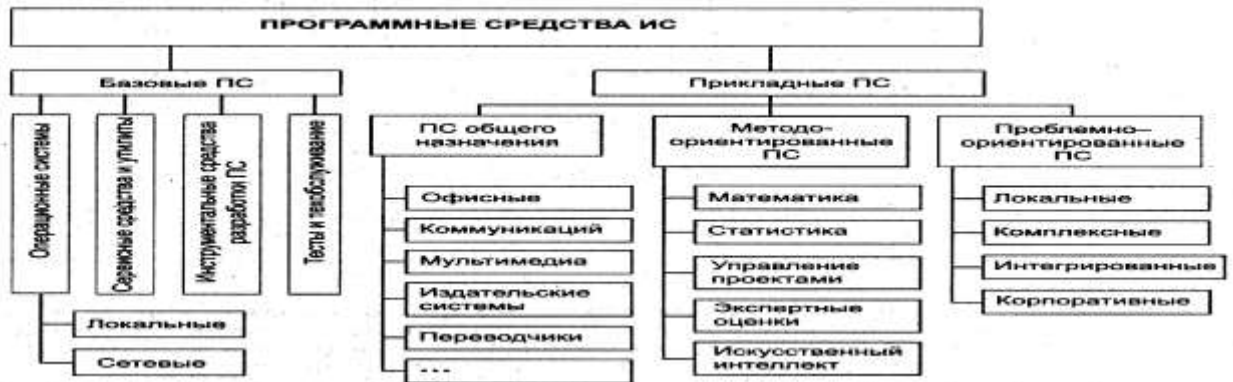 ПРОГРАММНЫЕ СРЕДСТВА ИС
Базовые ПС
Прикладные ПС
Операционные системы
Сервисные средства и утилиты
Инструментальные средства
разработки ПС
Тесты и техобслуживание
ПС общего
назначения
Методо-
ориентированные
ПС
Проблемно–
ориентированные
ПС
Локальные
Сетевые
Офисные
Коммуникаций
Мультимедиа
Издательские
системы
Переводчики
...
Математика
Статистика
Управление
проектами
Экспертные
оценки
Искусственный
интеллект
Локальные
Комплексные
Интегрированные
Корпоративные